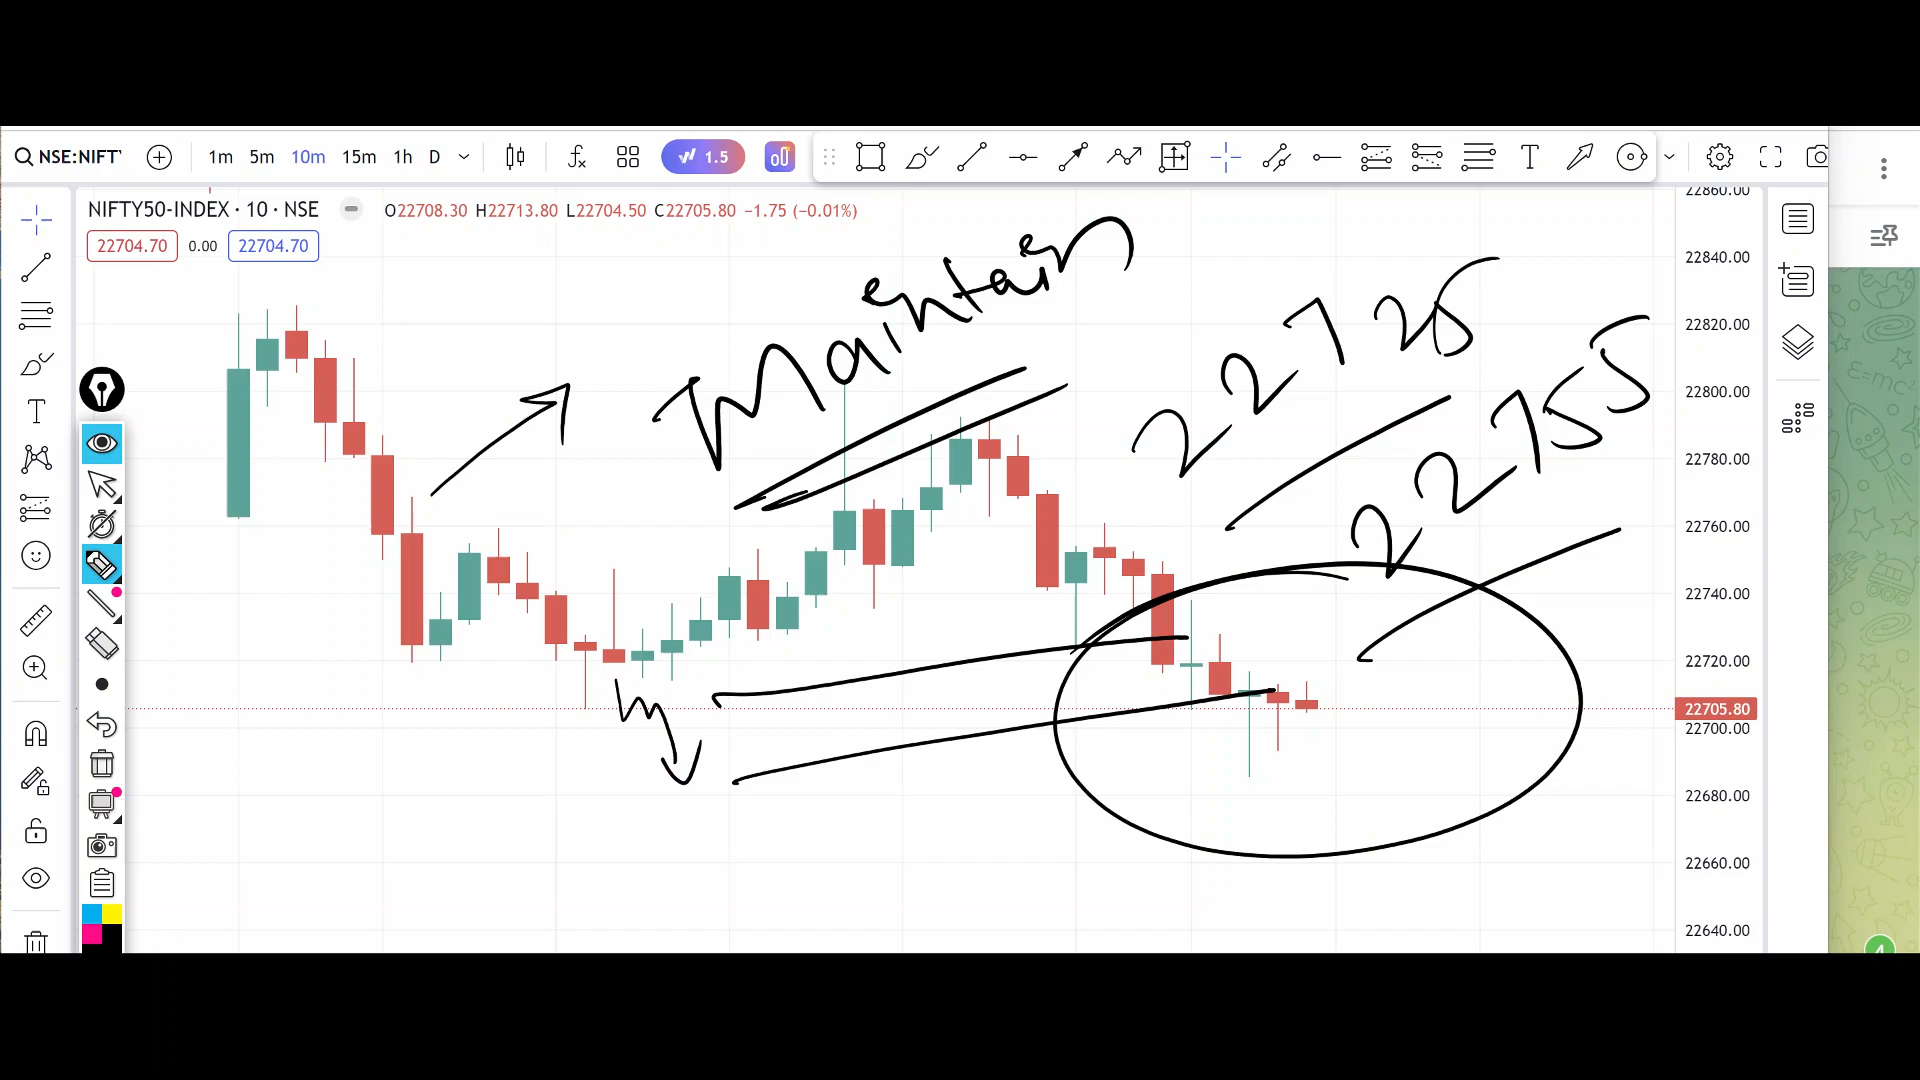 NSE:NIFTY
1m 5m 10m 15m 1h D
1.5
NIFTY50-INDEX · 10 · NSE
O22708.30 H22713.80 L22704.50 C22705.80 −1.75 (−0.01%)
22704.70 0.00 22704.70
Maintain
22725
22755
22860.00
22840.00
22820.00
22800.00
22780.00
22760.00
22740.00
22720.00
22705.80
22700.00
22680.00
22660.00
22640.00
T
T
E=mc²
4